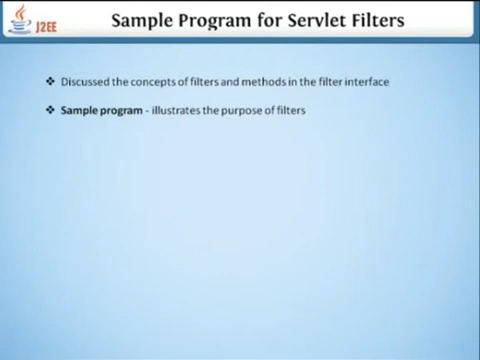 J2EE
Sample Program for Servlet Filters
❖ Discussed the concepts of filters and methods in the filter interface
❖ Sample program - illustrates the purpose of filters